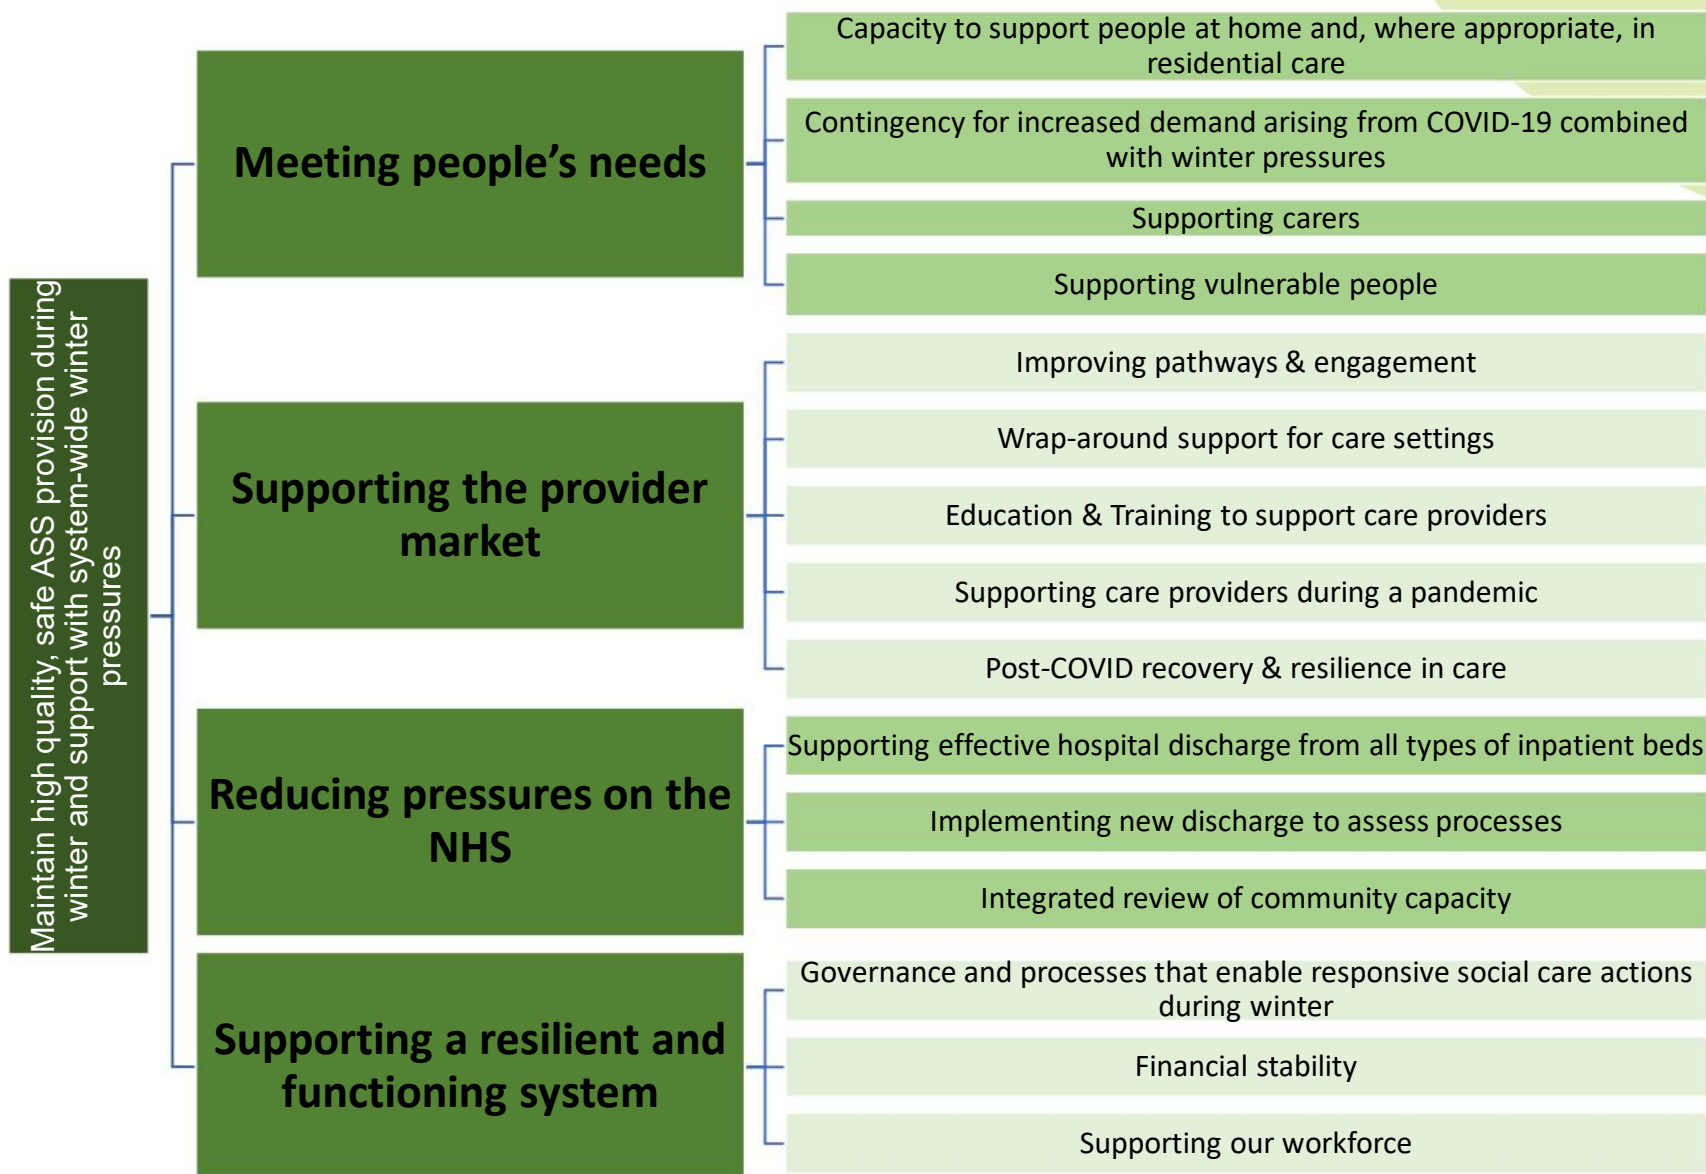 Maintain high quality, safe ASS provision during
winter and support with system-wide winter
pressures
Meeting people’s needs
Capacity to support people at home and, where appropriate, in
residential care
Contingency for increased demand arising from COVID-19 combined
with winter pressures
Supporting carers
Supporting vulnerable people
Supporting the provider
market
Improving pathways & engagement
Wrap-around support for care settings
Education & Training to support care providers
Supporting care providers during a pandemic
Post-COVID recovery & resilience in care
Reducing pressures on the
NHS
Supporting effective hospital discharge from all types of inpatient beds
Implementing new discharge to assess processes
Integrated review of community capacity
Supporting a resilient and
functioning system
Governance and processes that enable responsive social care actions
during winter
Financial stability
Supporting our workforce